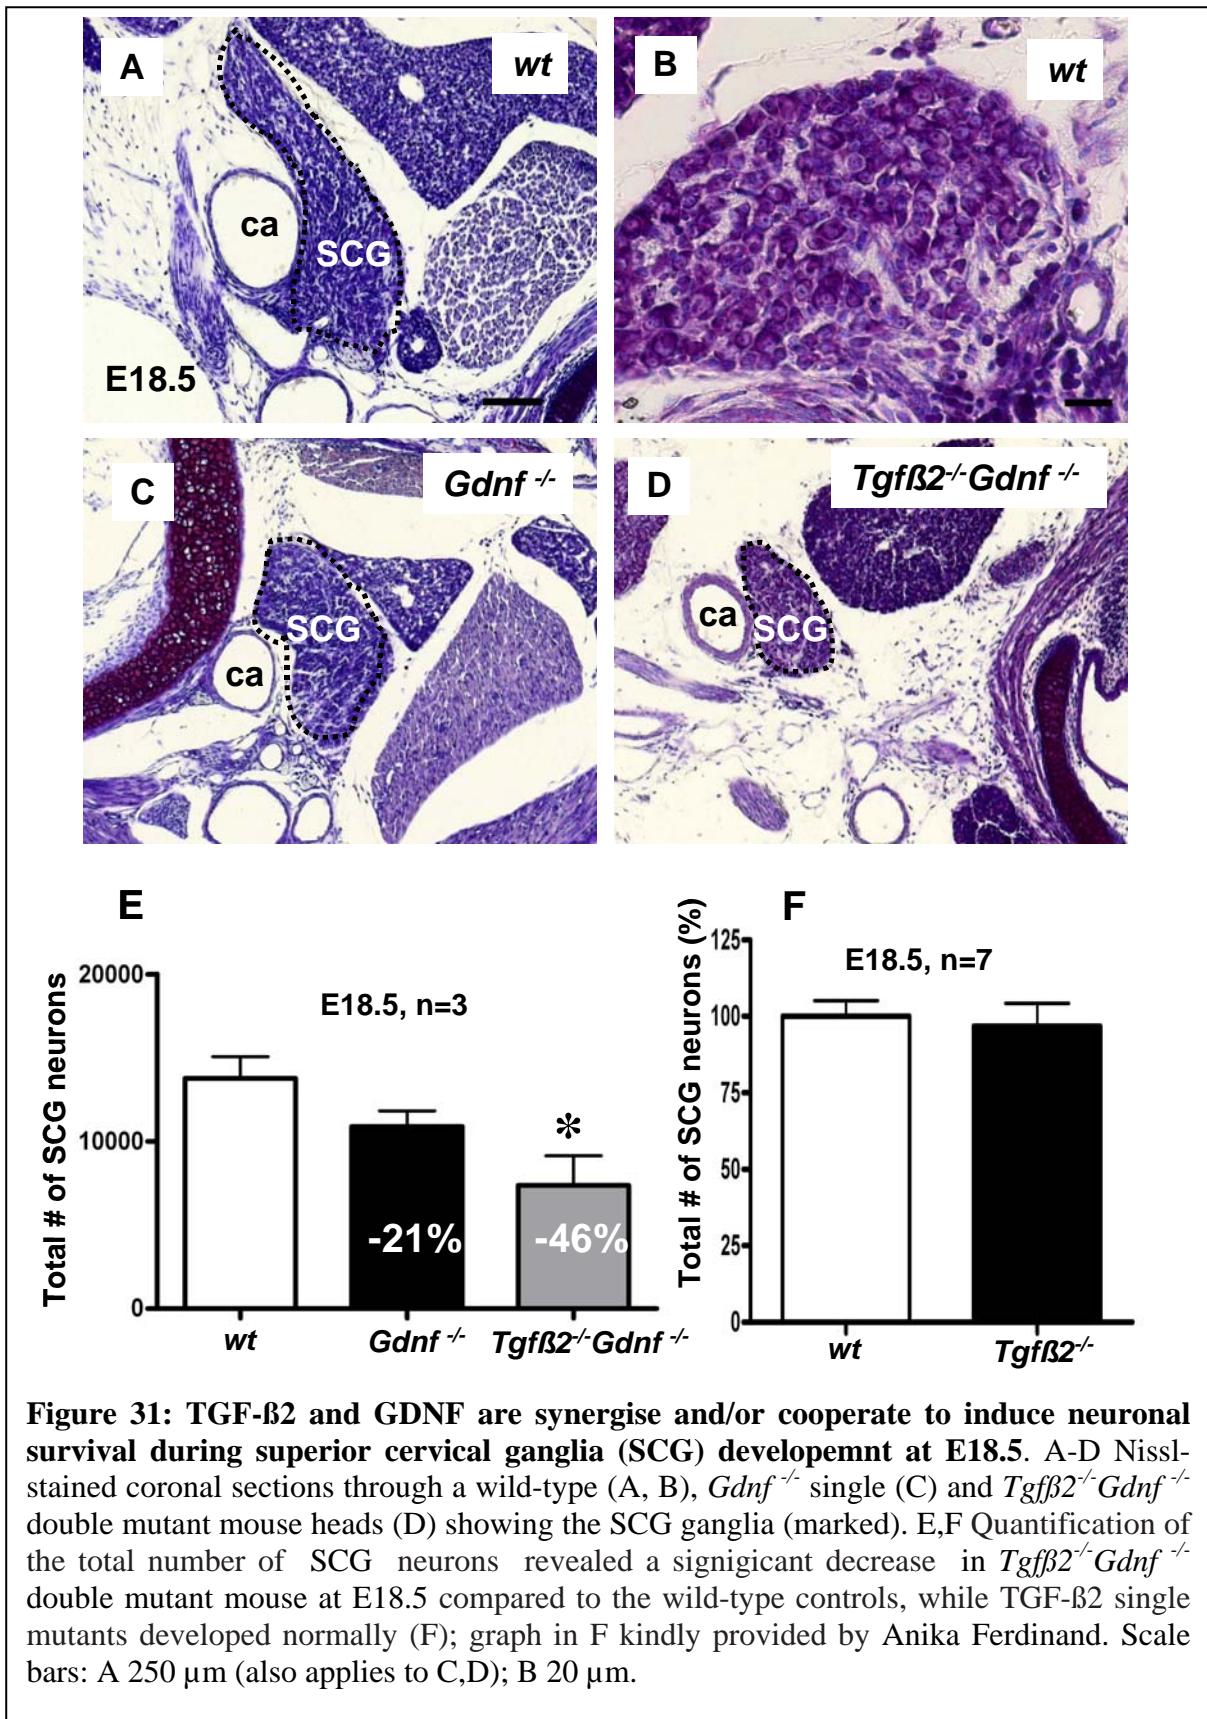 A
wt
ca
SCG
E18.5
B
wt
C
Gdnf -/-
SCG
ca
D
Tgfß2-/-Gdnf -/-
ca
SCG
E
Total # of SCG neurons
20000
10000
0
E18.5, n=3
*
-21%
-46%
wt
Gdnf -/-
Tgfß2-/-Gdnf -/-
F
Total # of SCG neurons (%)
125
100
75
50
25
0
E18.5, n=7
wt
Tgfß2-/-
Figure 31: TGF-ß2 and GDNF are synergise and/or cooperate to induce neuronal
survival during superior cervical ganglia (SCG) developemnt at E18.5. A-D Nissl-
stained coronal sections through a wild-type (A, B), Gdnf -/- single (C) and Tgfß2-/-Gdnf -/-
double mutant mouse heads (D) showing the SCG ganglia (marked). E,F Quantification of
the total number of SCG neurons revealed a signigicant decrease in Tgfß2-/-Gdnf -/-
double mutant mouse at E18.5 compared to the wild-type controls, while TGF-ß2 single
mutants developed normally (F); graph in F kindly provided by Anika Ferdinand. Scale
bars: A 250 µm (also applies to C,D); B 20 µm.